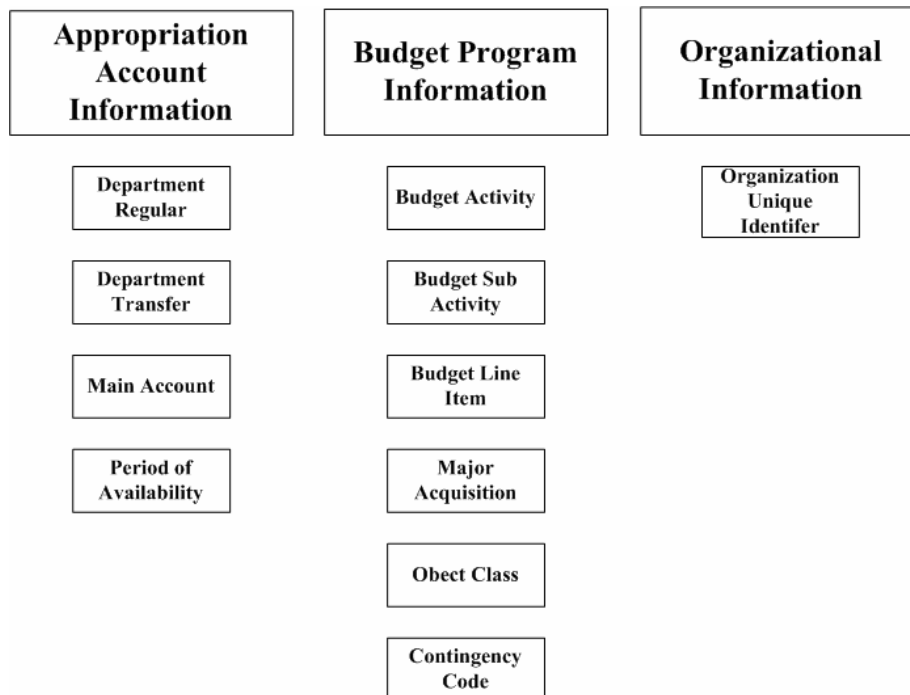 Appropriation
Account
Information
Budget Program
Information
Organizational
Information
Department
Regular
Department
Transfer
Main Account
Period of
Availability
Budget Activity
Budget Sub
Activity
Budget Line
Item
Major
Acquisition
Obect Class
Contingency
Code
Organization
Unique
Identifer